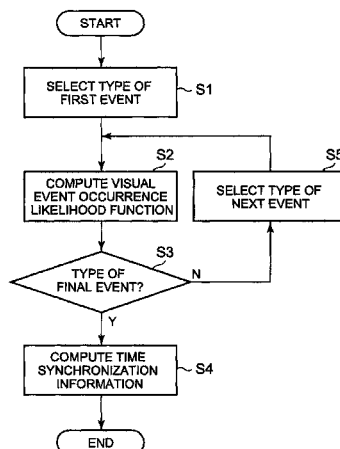 START
SELECT TYPE OF
FIRST EVENT
S1
S2
COMPUTE VISUAL
EVENT OCCURRENCE
LIKELIHOOD FUNCTION
S5
SELECT TYPE OF
NEXT EVENT
S3
TYPE OF
FINAL EVENT?
N
Y
COMPUTE TIME
SYNCHRONIZATION
INFORMATION
S4
END